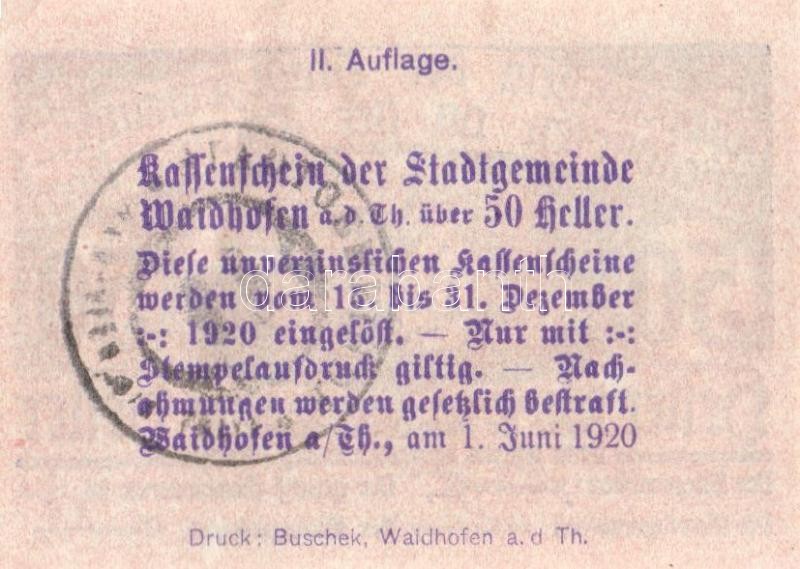 II. Auflage.
Kassenschein der Stadtgemeinde
Waidhofen a. d. Th. über 50 Heller.
Diese unverzinslichen Kassenscheine
werden vom 15. bis 31. Dezember
:-: 1920 eingelöst. — Nur mit :-:
Stempelaufdruck giltig. — Nach-
ahmungen werden gesetzlich bestraft.
Waidhofen a/Th., am 1. Juni 1920
Druck: Buschek, Waidhofen a. d Th.
darabanth